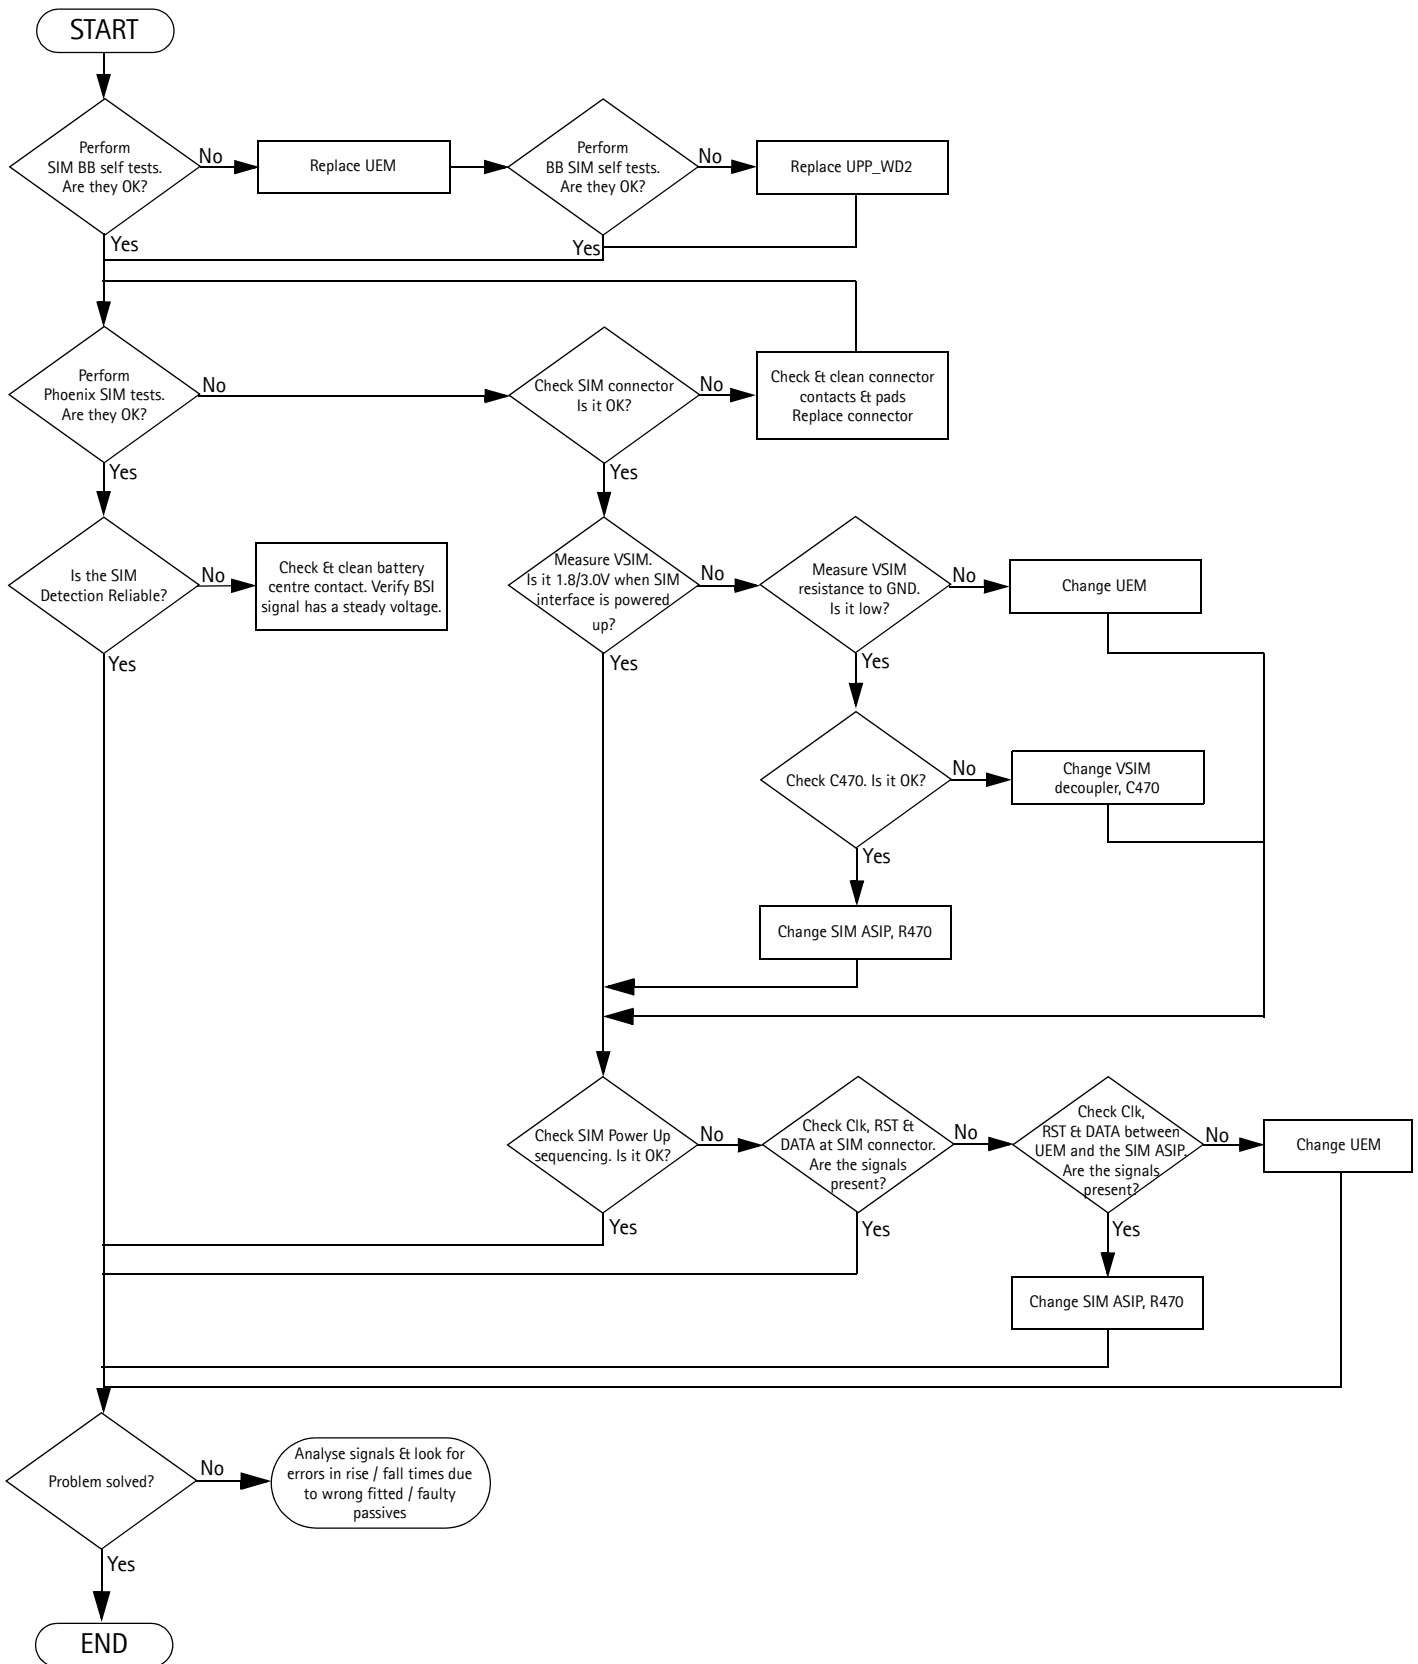 START
Perform
SIM BB self tests.
Are they OK?
No
Replace UEM
Perform
BB SIM self tests.
Are they OK?
No
Replace UPP_WD2
Yes
Yes
Perform
Phoenix SIM tests.
Are they OK?
No
Check SIM connector
Is it OK?
No
Check & clean connector
contacts & pads
Replace connector
Yes
Yes
Is the SIM
Detection Reliable?
No
Check & clean battery
centre contact. Verify BSI
signal has a steady voltage.
Measure VSIM.
Is it 1.8/3.0V when SIM
interface is powered
up?
No
Measure VSIM
resistance to GND.
Is it low?
No
Change UEM
Yes
Yes
Yes
Check C470. Is it OK?
No
Change VSIM
decoupler, C470
Yes
Change SIM ASIP, R470
Check SIM Power Up
sequencing. Is it OK?
No
Check Clk, RST &
DATA at SIM connector.
Are the signals
present?
No
Check Clk,
RST & DATA between
UEM and the SIM ASIP.
Are the signals
present?
No
Change UEM
Yes
Yes
Yes
Change SIM ASIP, R470
Problem solved?
No
Analyse signals & look for
errors in rise / fall times due
to wrong fitted / faulty
passives
Yes
END